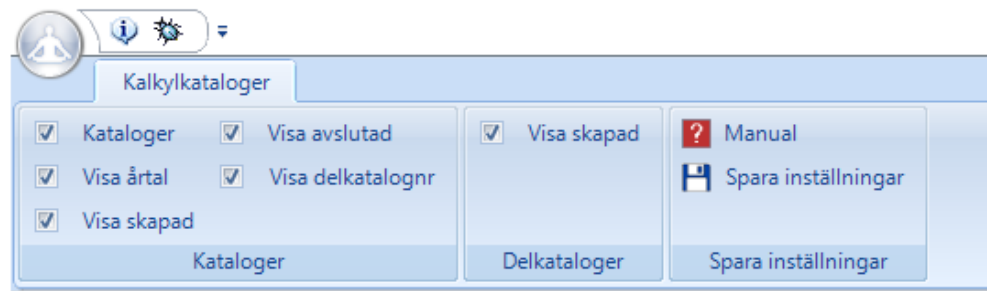 Kalkylkataloger
Kataloger Visa avslutad
Visa årtal Visa delkatalognr
Visa skapad
Kataloger
Visa skapad
Delkataloger
Manual
Spara inställningar
Spara inställningar